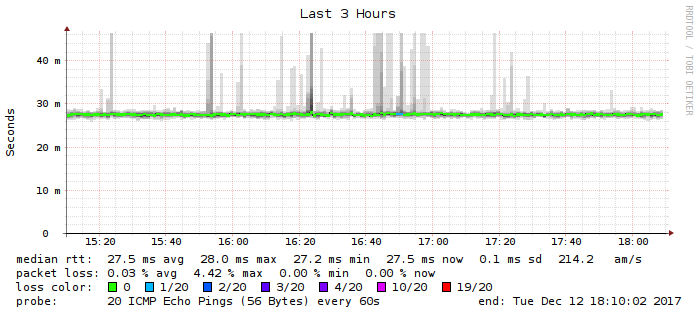 Last 3 Hours
RRDTOOL / TOBI OETIKER
Seconds
40 m
30 m
20 m
10 m
0
15:20 15:40 16:00 16:20 16:40 17:00 17:20 17:40 18:00
median rtt: 27.5 ms avg 28.0 ms max 27.2 ms min 27.5 ms now 0.1 ms sd 214.2 am/s
packet loss: 0.03 % avg 4.42 % max 0.00 % min 0.00 % now
loss color: 0 1/20 2/20 3/20 4/20 10/20 19/20
probe: 20 ICMP Echo Pings (56 Bytes) every 60s end: Tue Dec 12 18:10:02 2017